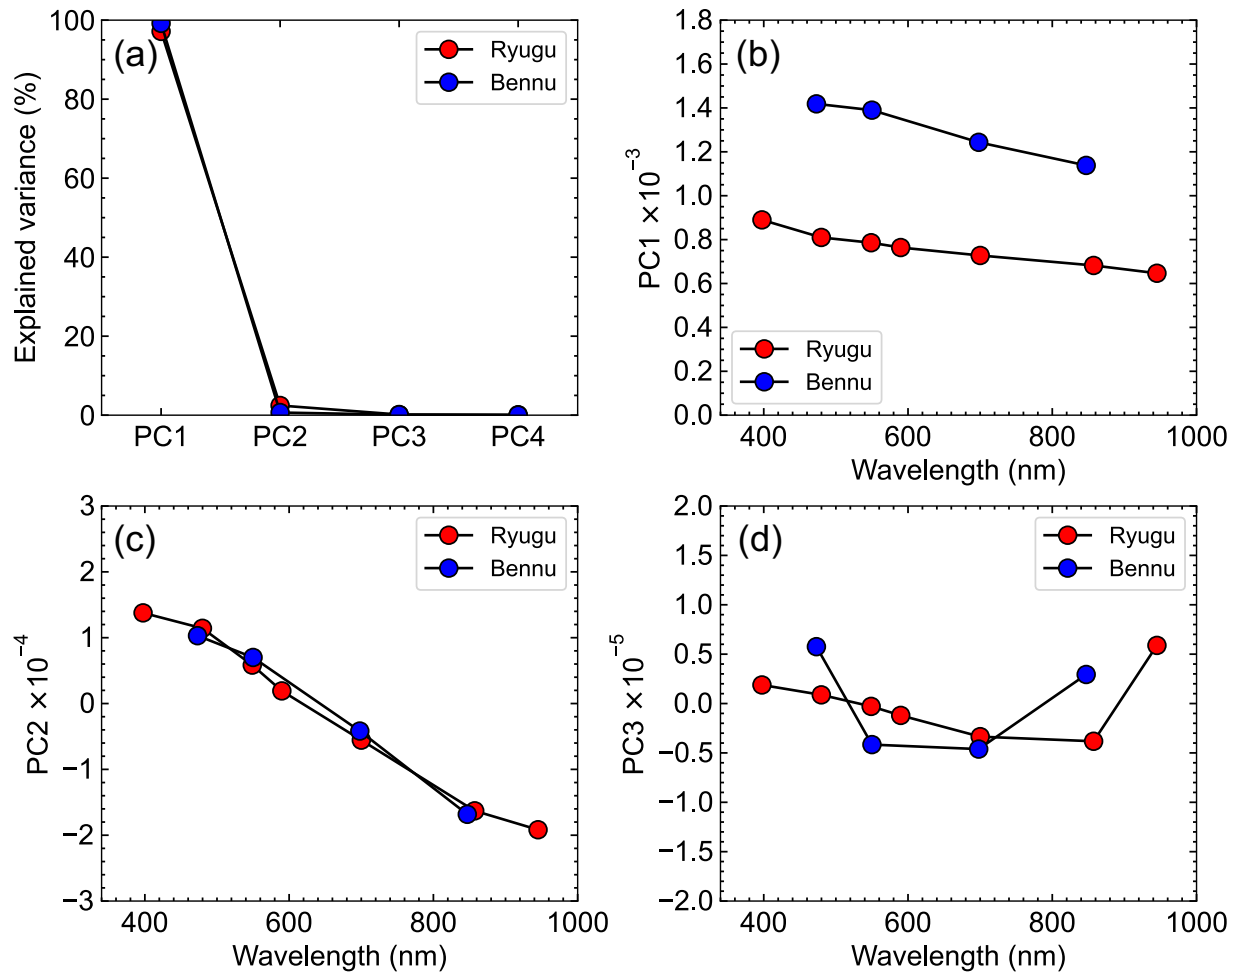 (a)
Explained variance (%)
100
80
60
40
20
0
PC1 PC2 PC3 PC4
Ryugu
Bennu
(b)
PC1 ×10−3
1.8
1.6
1.4
1.2
1.0
0.8
0.6
0.4
0.2
0.0
400 600 800 1000
Wavelength (nm)
Ryugu
Bennu
(c)
PC2 ×10−4
3
2
1
0
−1
−2
−3
400 600 800 1000
Wavelength (nm)
Ryugu
Bennu
(d)
PC3 ×10−5
2.0
1.5
1.0
0.5
0.0
−0.5
−1.0
−1.5
−2.0
400 600 800 1000
Wavelength (nm)
Ryugu
Bennu